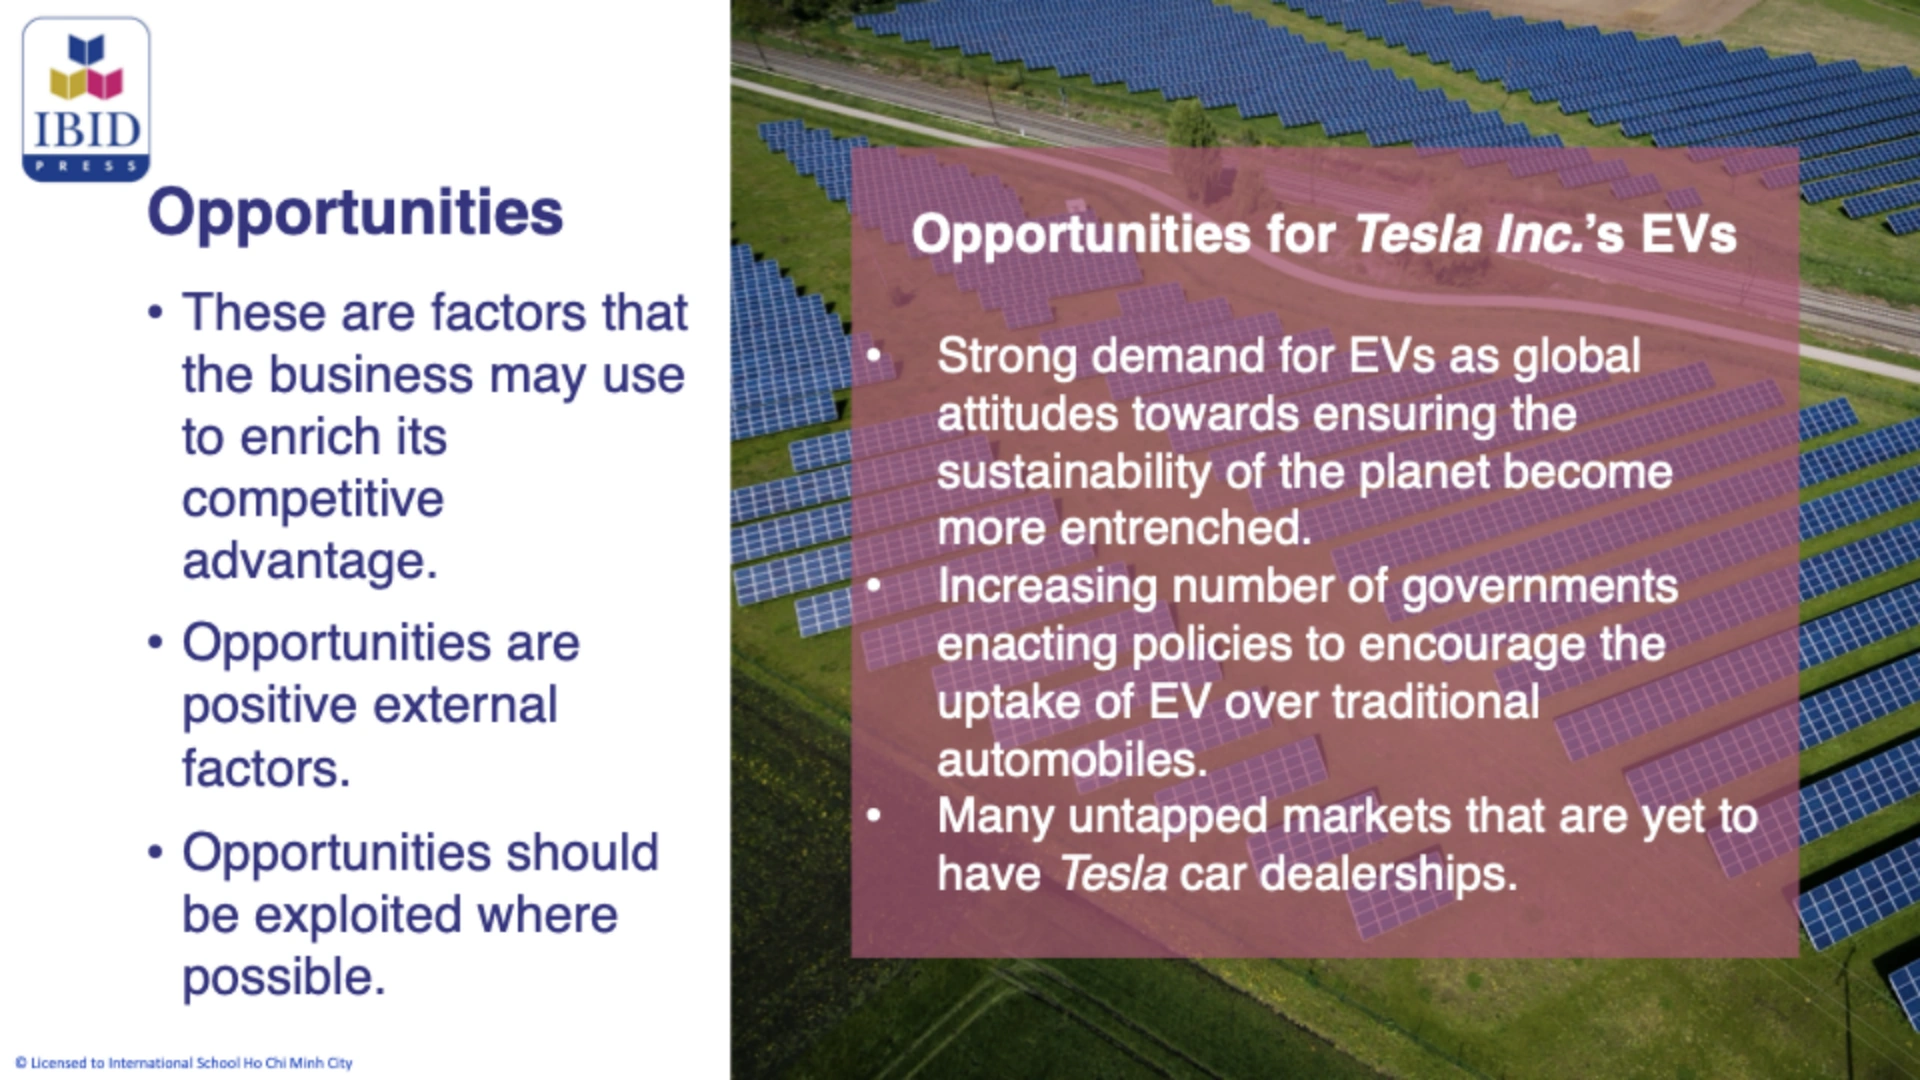 IBID
PRESS
Opportunities
• These are factors that
the business may use
to enrich its
competitive
advantage.
• Opportunities are
positive external
factors.
• Opportunities should
be exploited where
possible.
© Licensed to International School Ho Chi Minh City
Opportunities for Tesla Inc.’s EVs
• Strong demand for EVs as global
attitudes towards ensuring the
sustainability of the planet become
more entrenched.
• Increasing number of governments
enacting policies to encourage the
uptake of EV over traditional
automobiles.
• Many untapped markets that are yet to
have Tesla car dealerships.